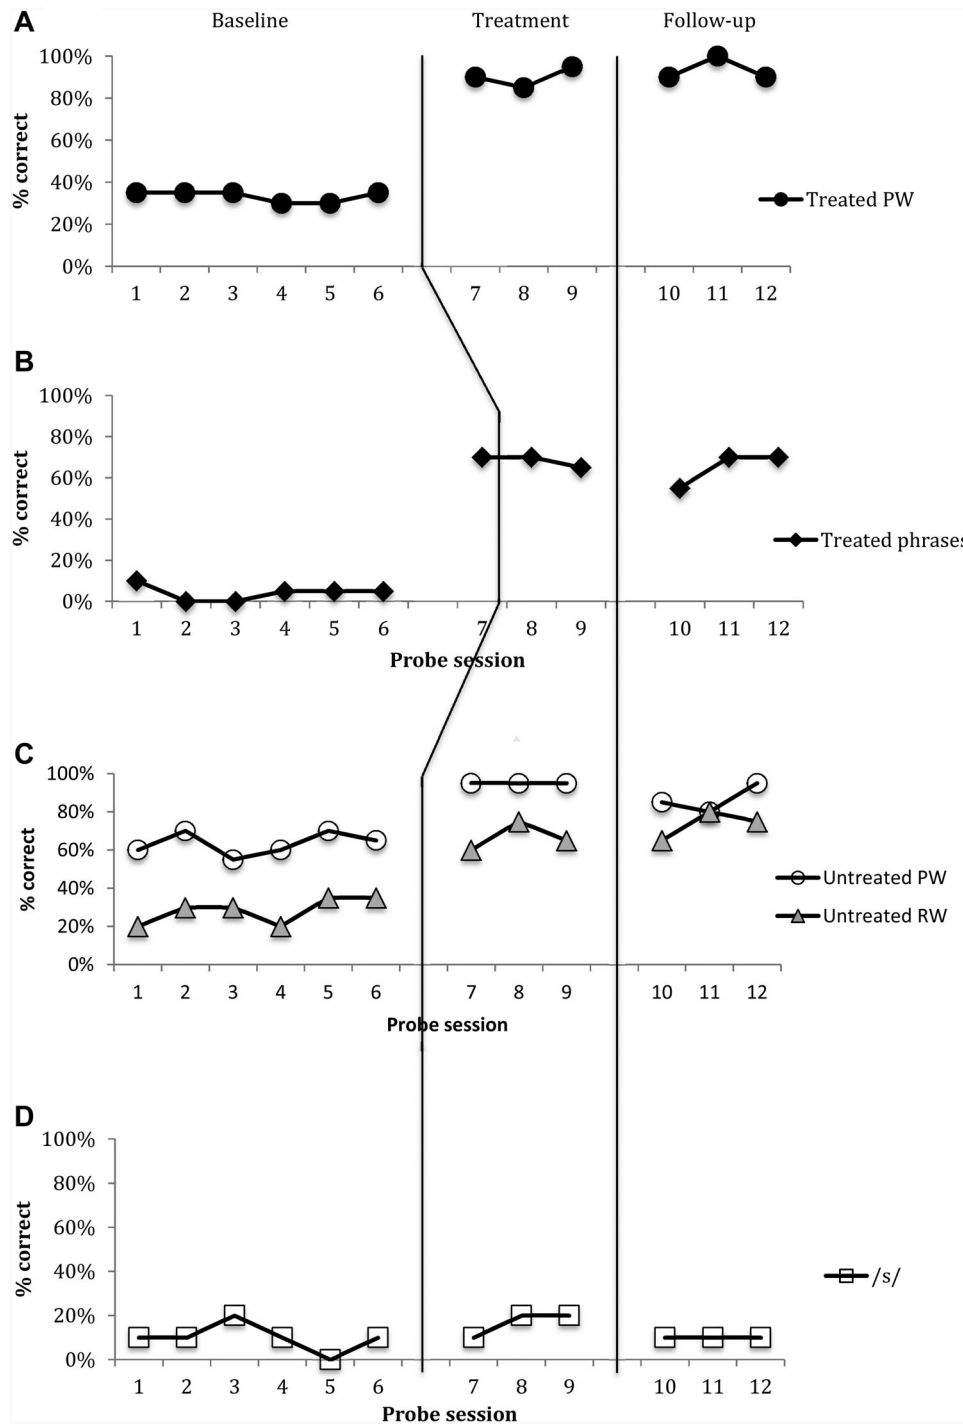 A
Baseline Treatment Follow-up
100%
80%
60%
40%
20%
0%
% correct
1 2 3 4 5 6 7 8 9 10 11 12
Treated PW
B
100%
80%
60%
40%
20%
0%
% correct
1 2 3 4 5 6 7 8 9 10 11 12
Probe session
Treated phrases
C
100%
80%
60%
40%
20%
0%
% correct
1 2 3 4 5 6 7 8 9 10 11 12
Probe session
Untreated PW
Untreated RW
D
100%
80%
60%
40%
20%
0%
% correct
1 2 3 4 5 6 7 8 9 10 11 12
Probe session
/s/